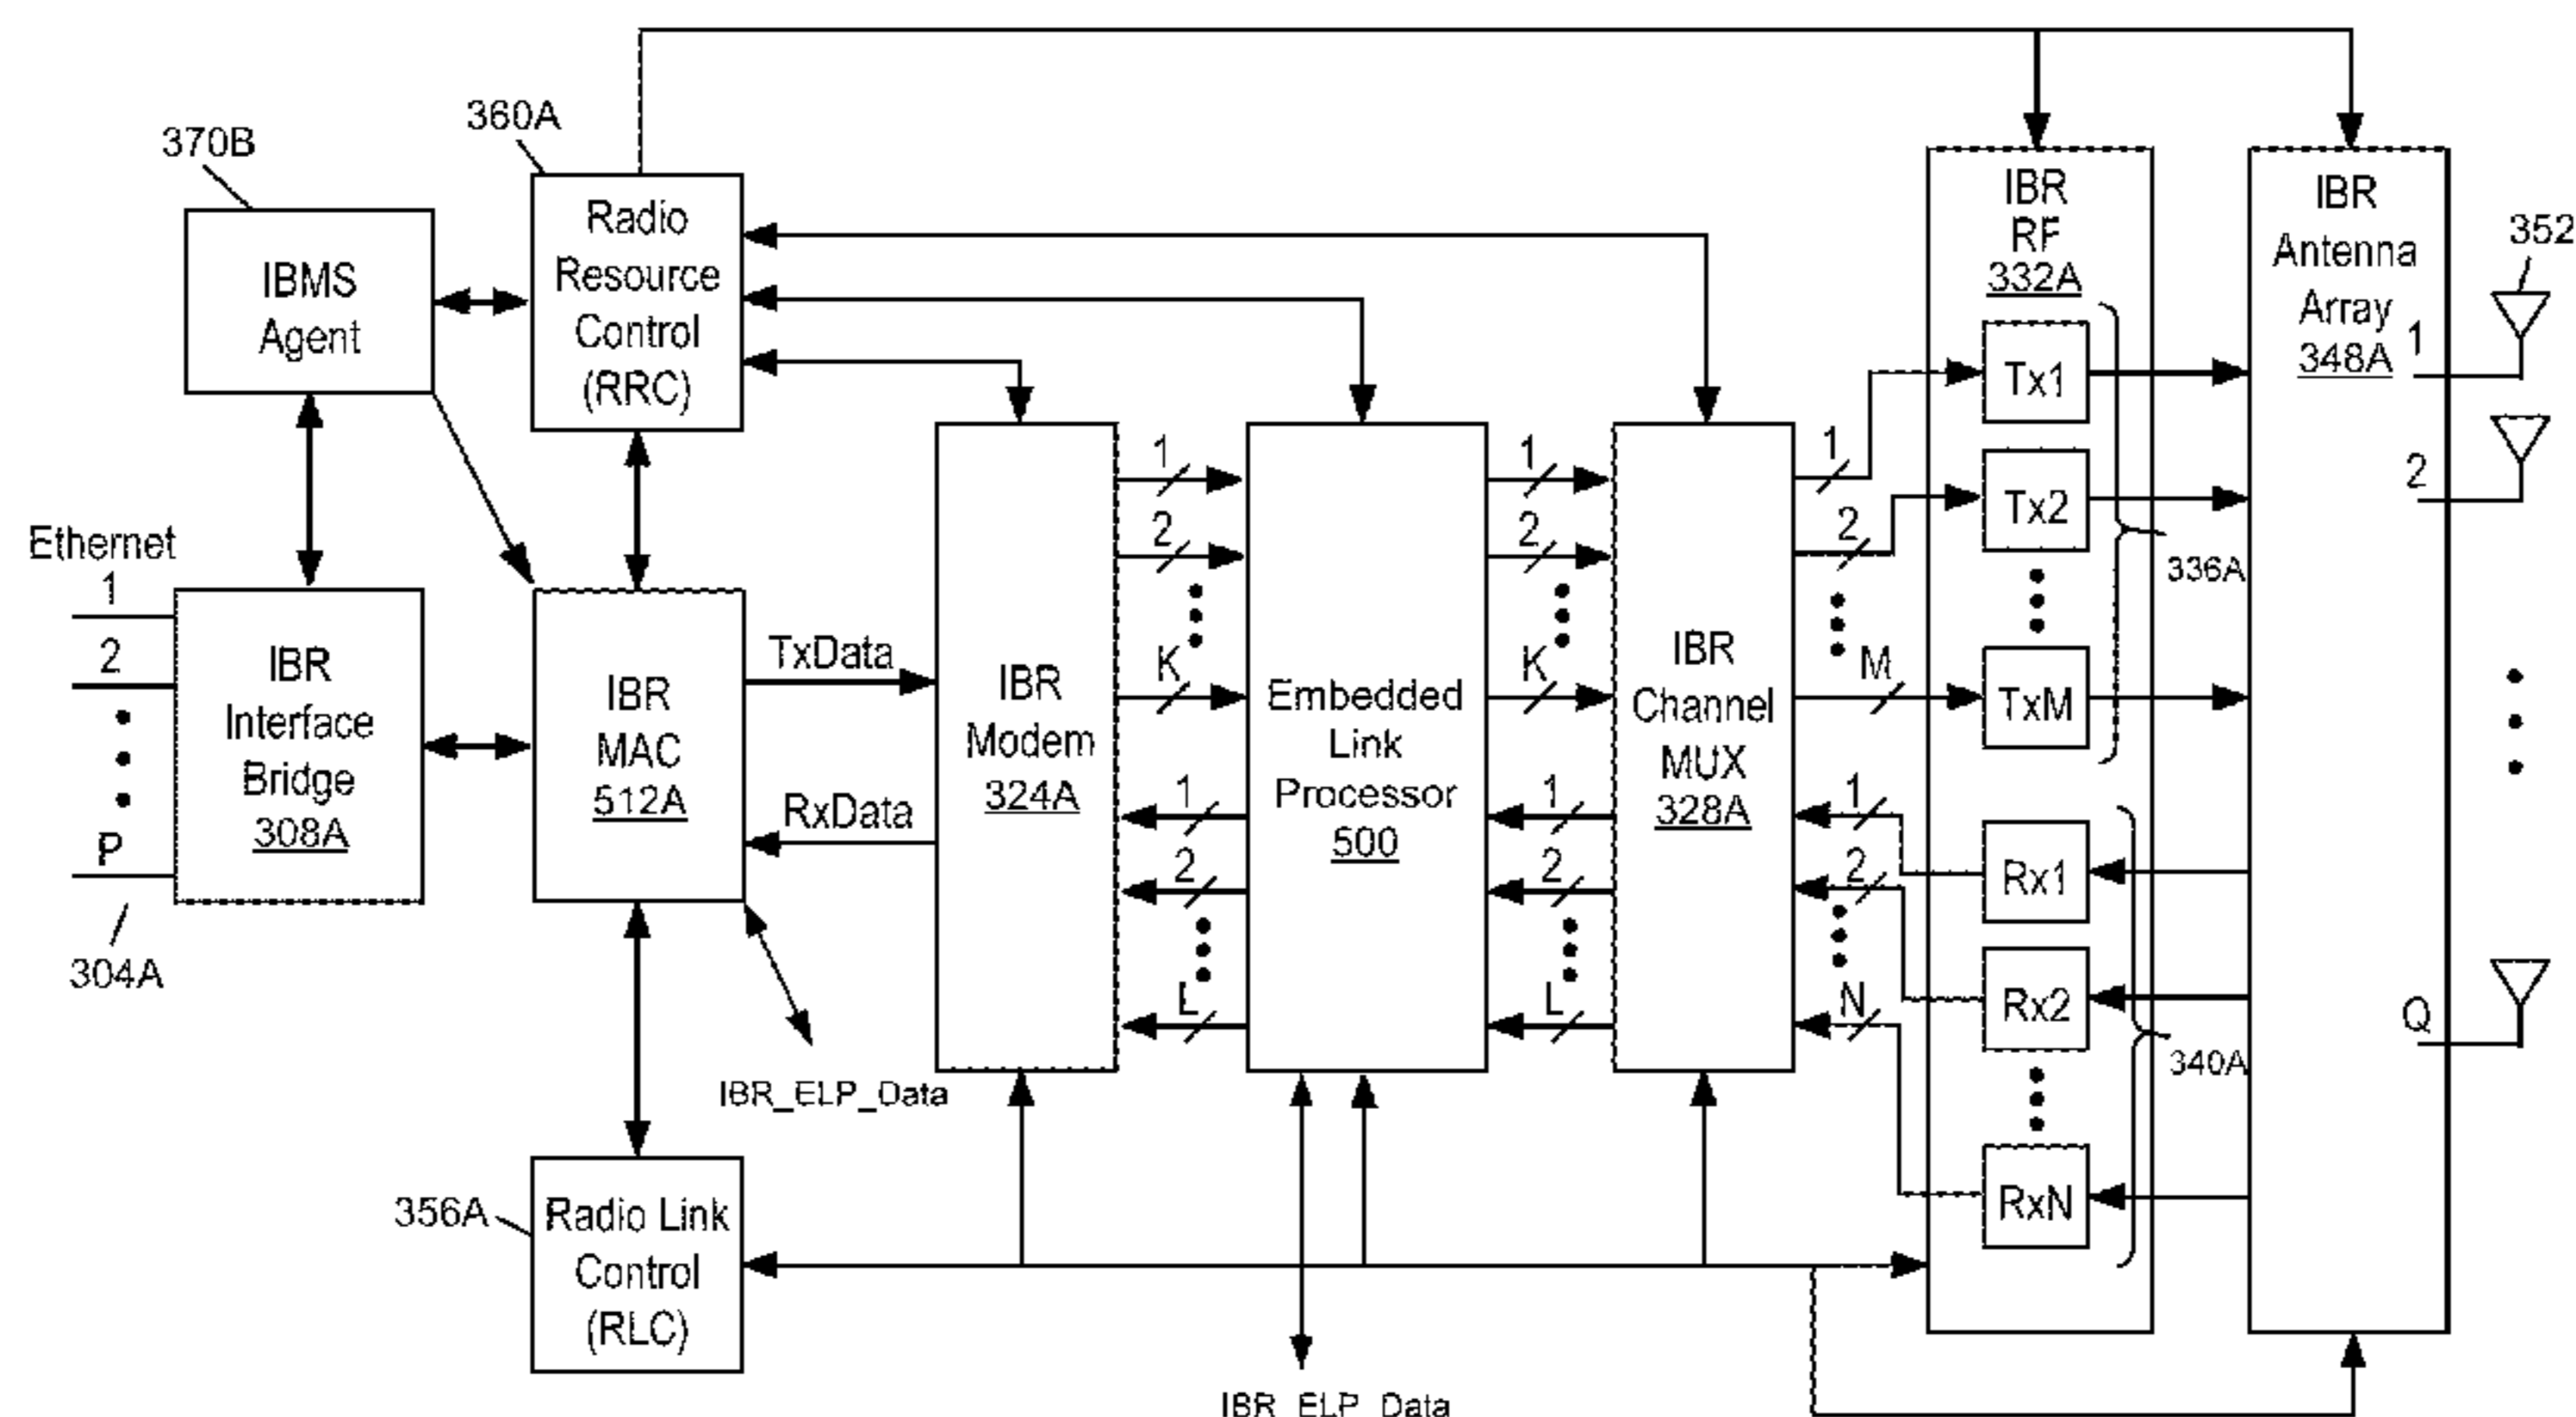 370B
360A
IBMS
Agent
Radio
Resource
Control
(RRC)
Ethernet
1
2
P
304A
IBR
Interface
Bridge
308A
IBR
MAC
512A
TxData
RxData
IBR_ELP_Data
356A
Radio Link
Control
(RLC)
IBR
Modem
324A
1
2
K
1
2
L
Embedded
Link
Processor
500
IBR_ELP_Data
1
2
K
1
2
L
IBR
Channel
MUX
328A
1
2
M
1
2
N
IBR
RF
332A
Tx1
Tx2
TxM
336A
Rx1
Rx2
RxN
340A
IBR
Antenna
Array
348A
1
2
Q
352